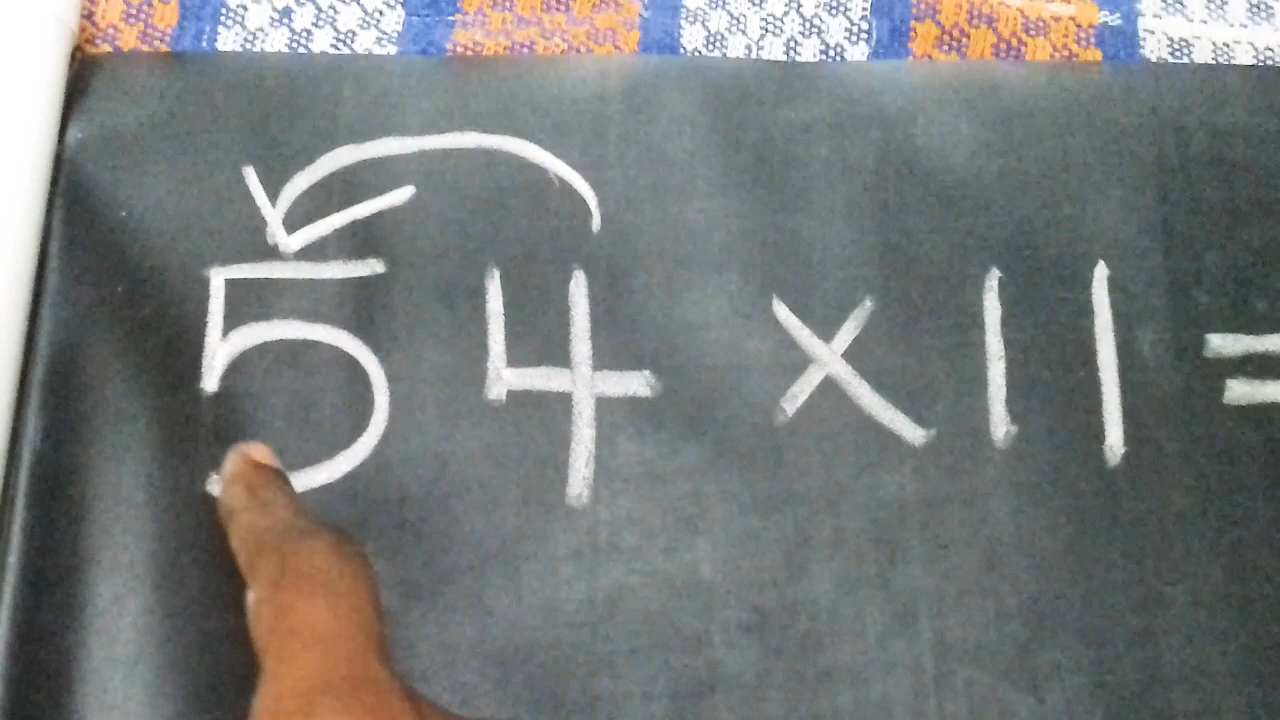 54 × 11 =